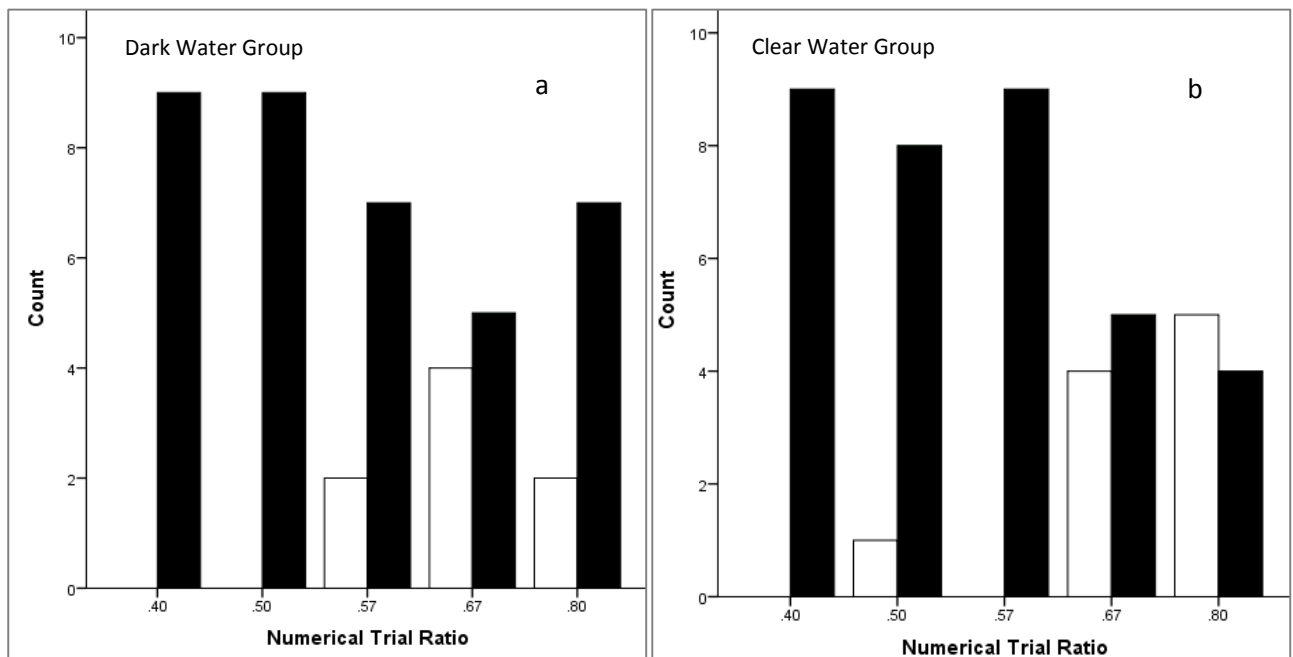 Dark Water Group
a
Count
10
8
6
4
2
0
.40 .50 .57 .67 .80
Numerical Trial Ratio
Clear Water Group
b
Count
10
8
6
4
2
0
.40 .50 .57 .67 .80
Numerical Trial Ratio